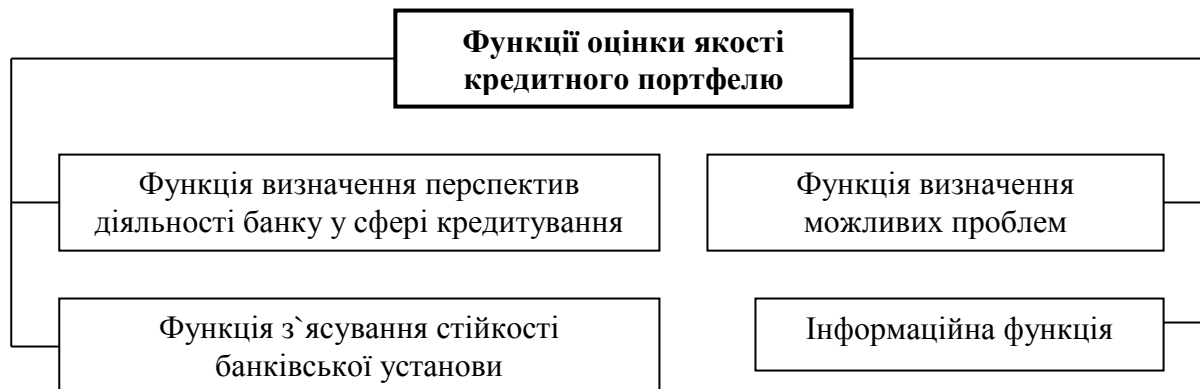 Функції оцінки якості
кредитного портфелю
Функція визначення перспектив
діяльності банку у сфері кредитування
Функція визначення
можливих проблем
Функція з`ясування стійкості
банківської установи
Інформаційна функція